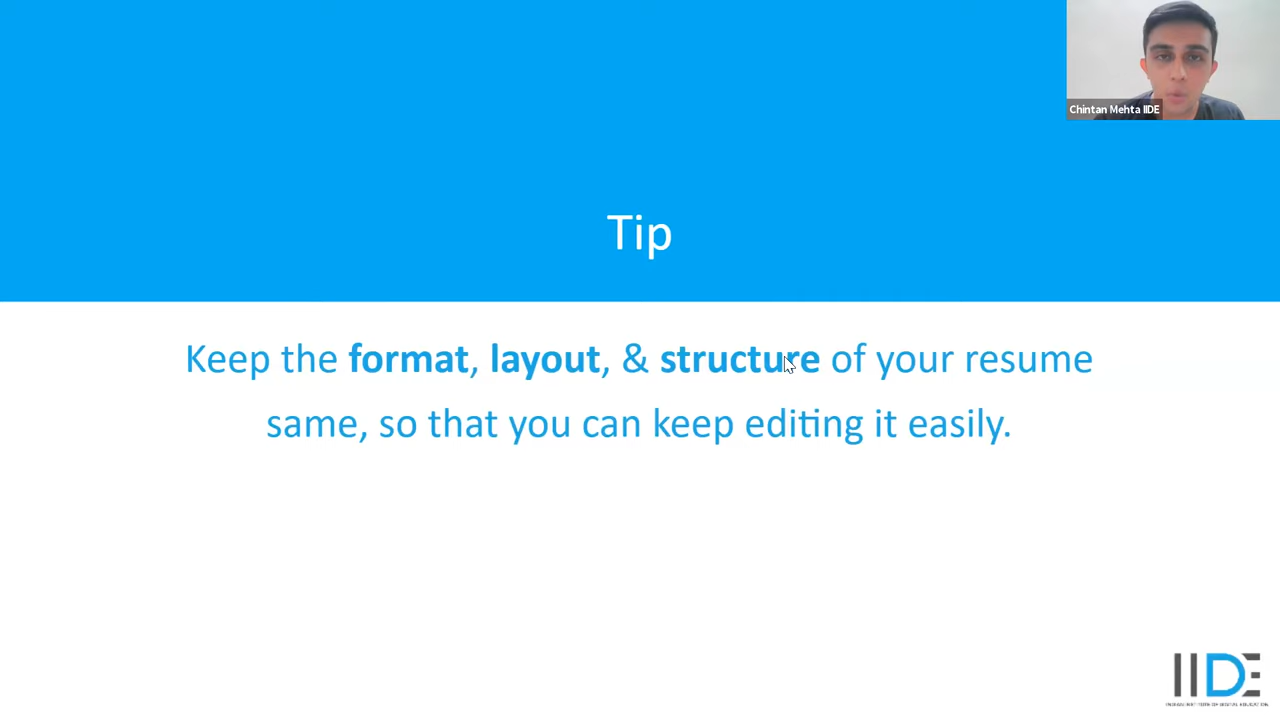 Chintan Mehta IIDE
Tip
Keep the format, layout, & structure of your resume
same, so that you can keep editing it easily.
IIDE